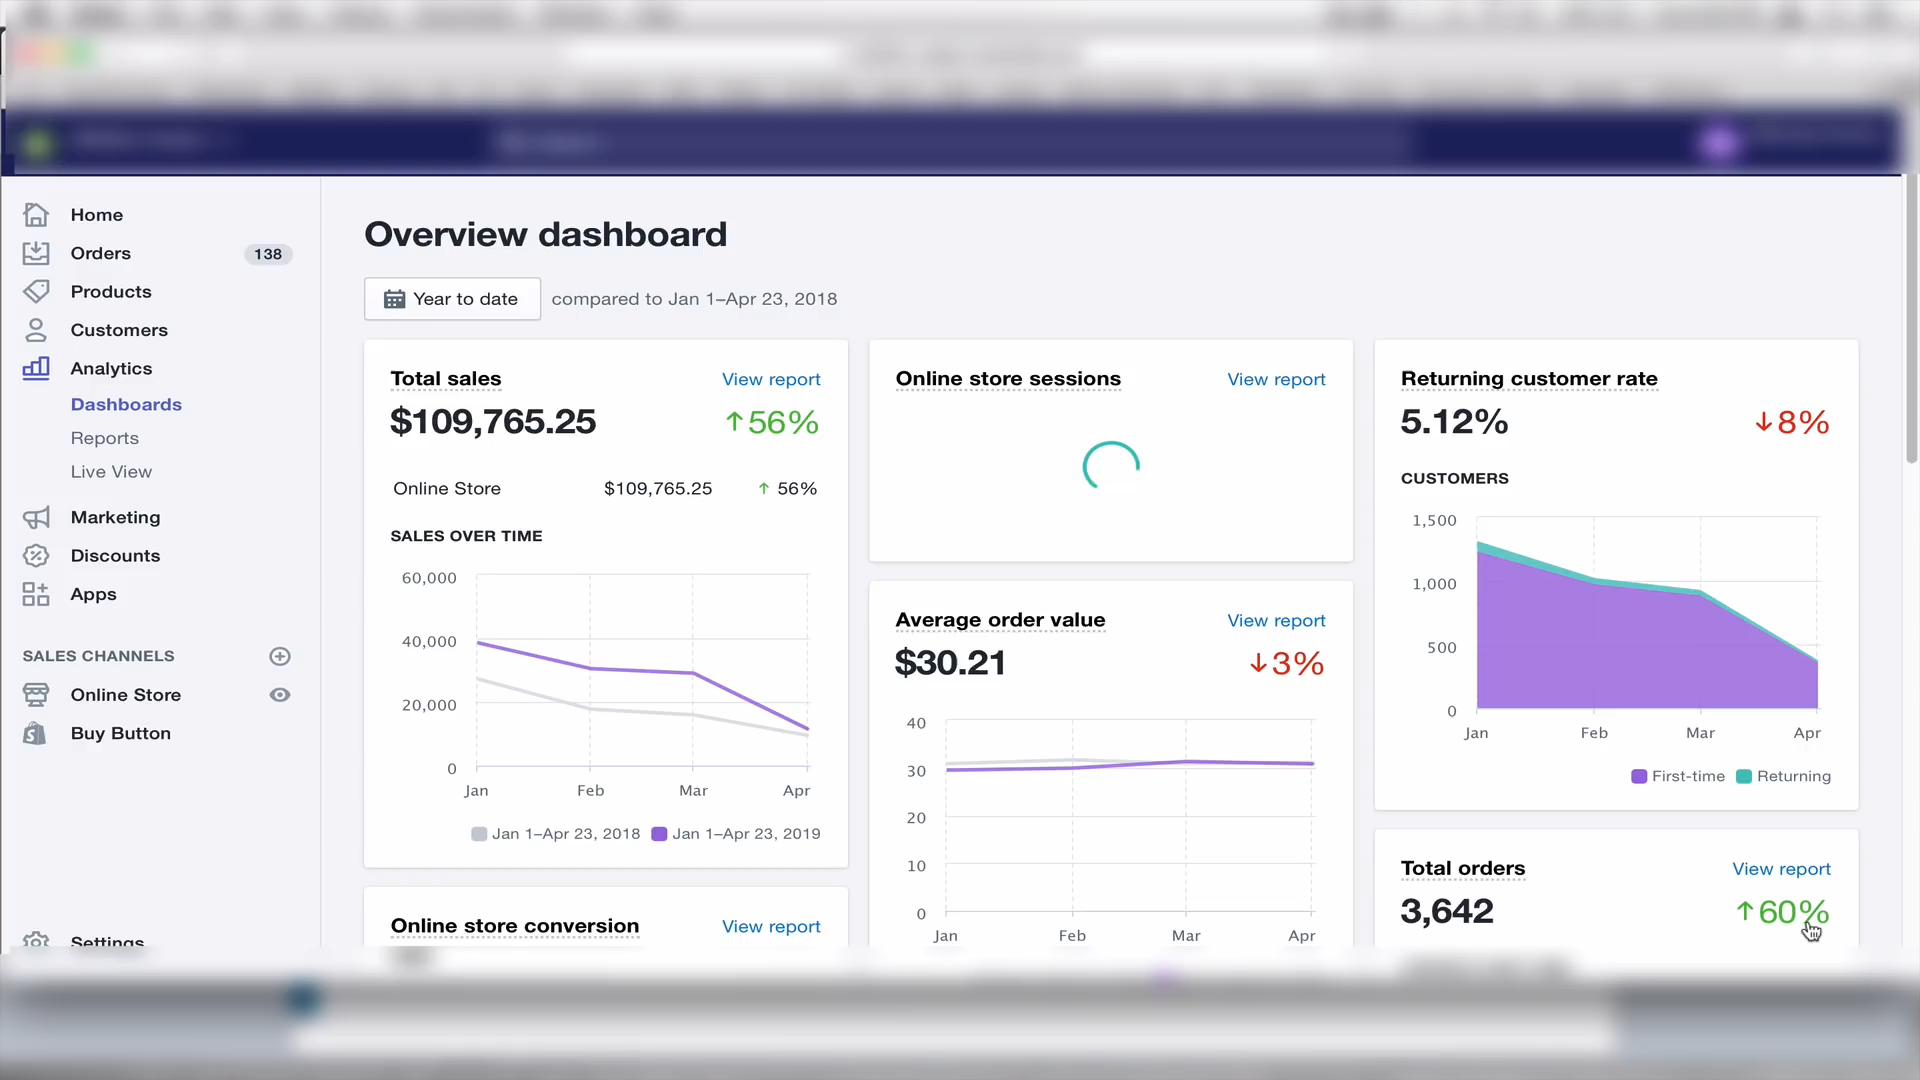 Home
Orders 138
Products
Customers
Analytics
Dashboards
Reports
Live View
Marketing
Discounts
Apps
SALES CHANNELS
Online Store
Buy Button
Settings
Overview dashboard
Year to date compared to Jan 1–Apr 23, 2018
Total sales View report
$109,765.25 ↑56%
Online Store $109,765.25 ↑ 56%
SALES OVER TIME
60,000
40,000
20,000
0
Jan Feb Mar Apr
Jan 1–Apr 23, 2018 Jan 1–Apr 23, 2019
Online store conversion View report
Online store sessions View report
Average order value View report
$30.21 ↓3%
40
30
20
10
0
Jan Feb Mar Apr
Returning customer rate
5.12% ↓8%
CUSTOMERS
1,500
1,000
500
0
Jan Feb Mar Apr
First-time Returning
Total orders View report
3,642 ↑60%